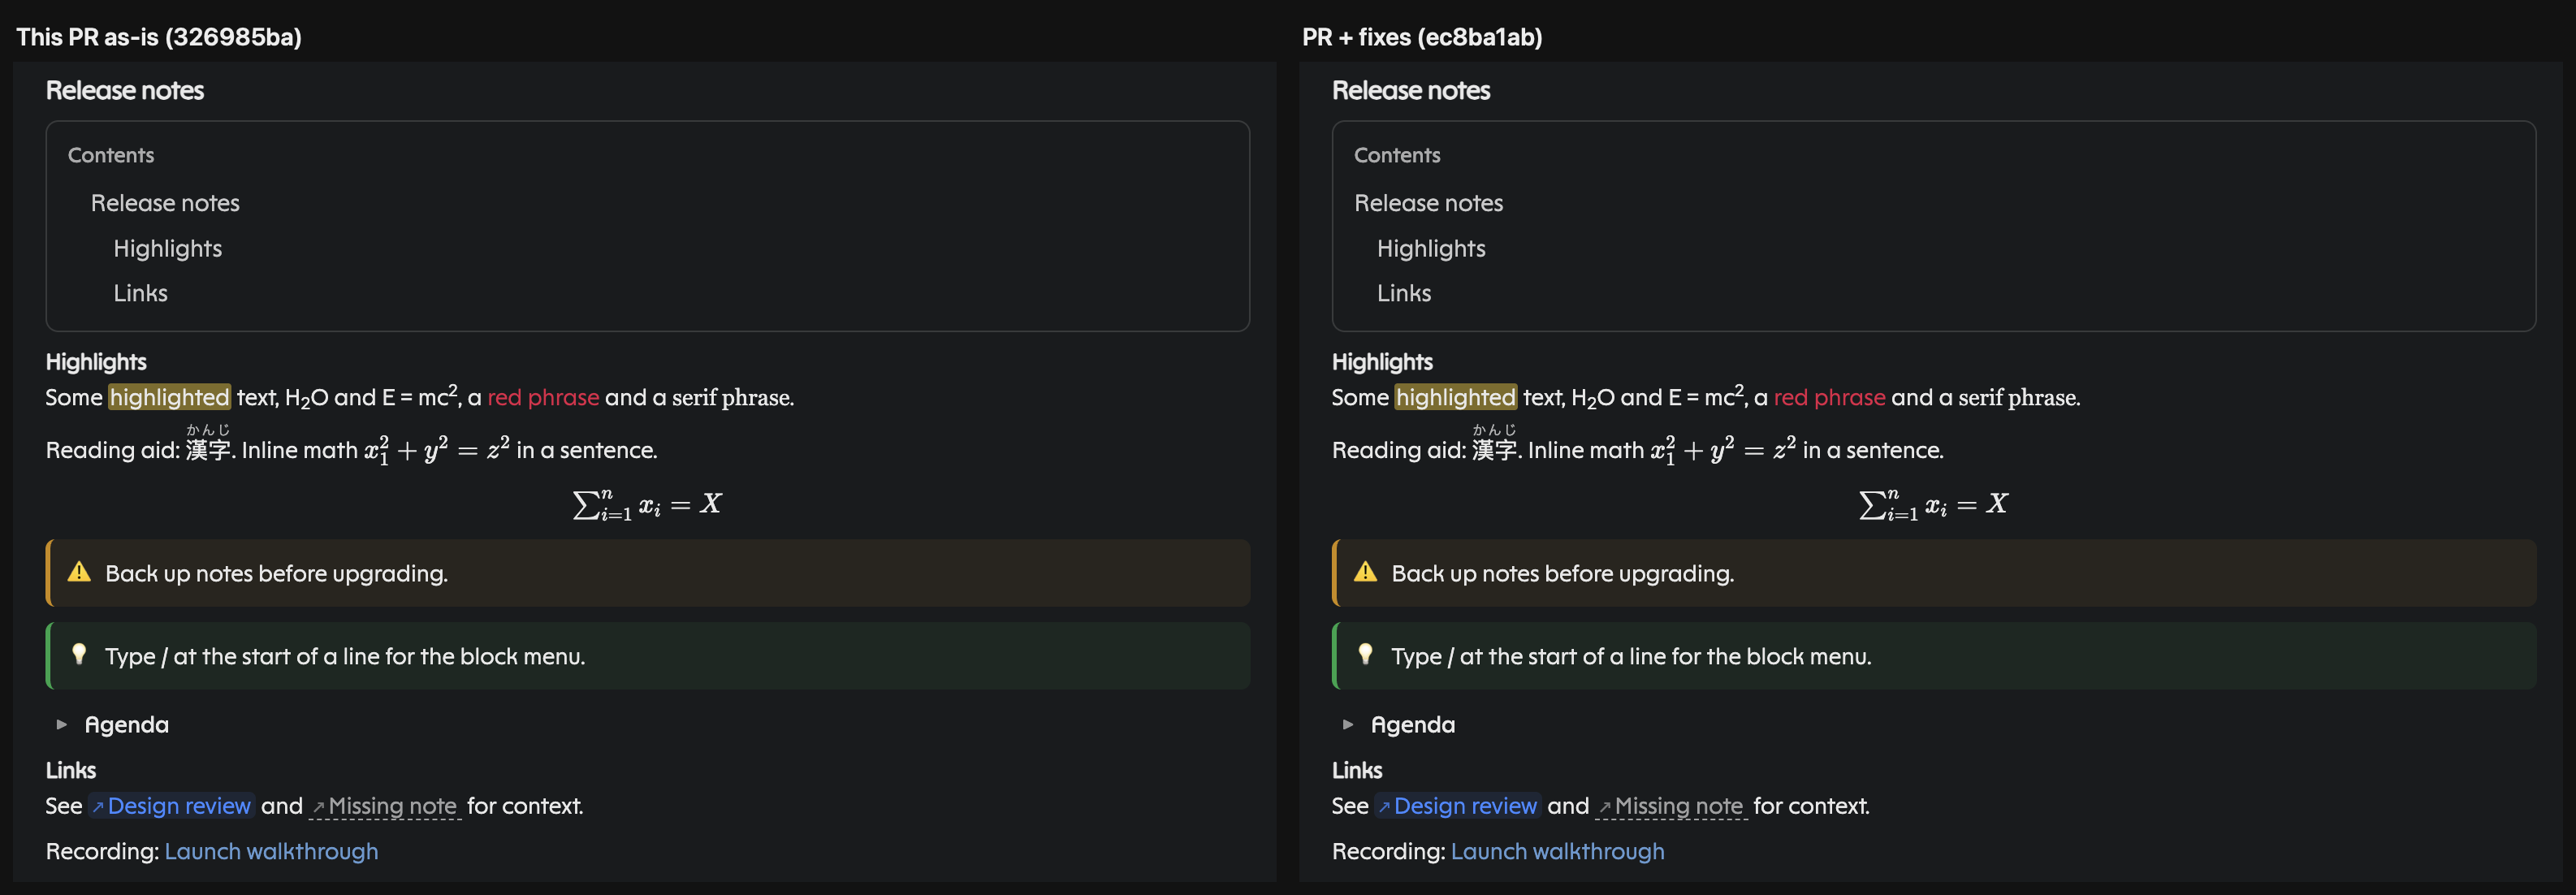 This PR as-is (326985ba)
Release notes
Contents
Release notes
Highlights
Links
Highlights
Some highlighted text, H₂O and E = mc², a red phrase and a serif phrase.
かんじ
Reading aid: 漢字. Inline math x₁² + y² = z² in a sentence.
∑ᵢ₌₁ⁿ xᵢ = X
⚠️ Back up notes before upgrading.
💡 Type / at the start of a line for the block menu.
▸ Agenda
Links
See ↗Design review and ↗Missing note for context.
Recording: Launch walkthrough
PR + fixes (ec8ba1ab)
Release notes
Contents
Release notes
Highlights
Links
Highlights
Some highlighted text, H₂O and E = mc², a red phrase and a serif phrase.
かんじ
Reading aid: 漢字. Inline math x₁² + y² = z² in a sentence.
∑ᵢ₌₁ⁿ xᵢ = X
⚠️ Back up notes before upgrading.
💡 Type / at the start of a line for the block menu.
▸ Agenda
Links
See ↗Design review and ↗Missing note for context.
Recording: Launch walkthrough